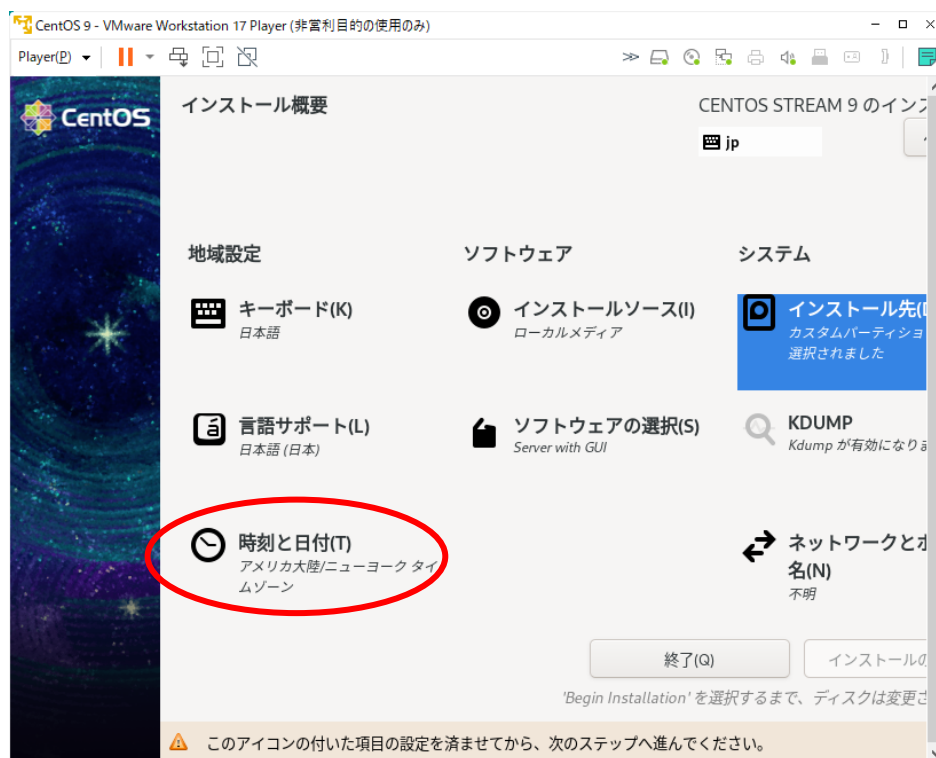 CentOS 9 - VMware Workstation 17 Player (非営利目的の使用のみ)
Player(P)
CentOS
インストール概要
CENTOS STREAM 9 のインス
jp
地域設定
ソフトウェア
システム
キーボード(K)
日本語
インストールソース(I)
ローカルメディア
インストール先(D
カスタムパーティショ
選択されました
言語サポート(L)
日本語 (日本)
ソフトウェアの選択(S)
Server with GUI
KDUMP
Kdump が有効になりま
時刻と日付(T)
アメリカ大陸/ニューヨーク タイ
ムゾーン
ネットワークとホ
名(N)
不明
終了(Q)
インストールの
'Begin Installation' を選択するまで、ディスクは変更さ
このアイコンの付いた項目の設定を済ませてから、次のステップへ進んでください。